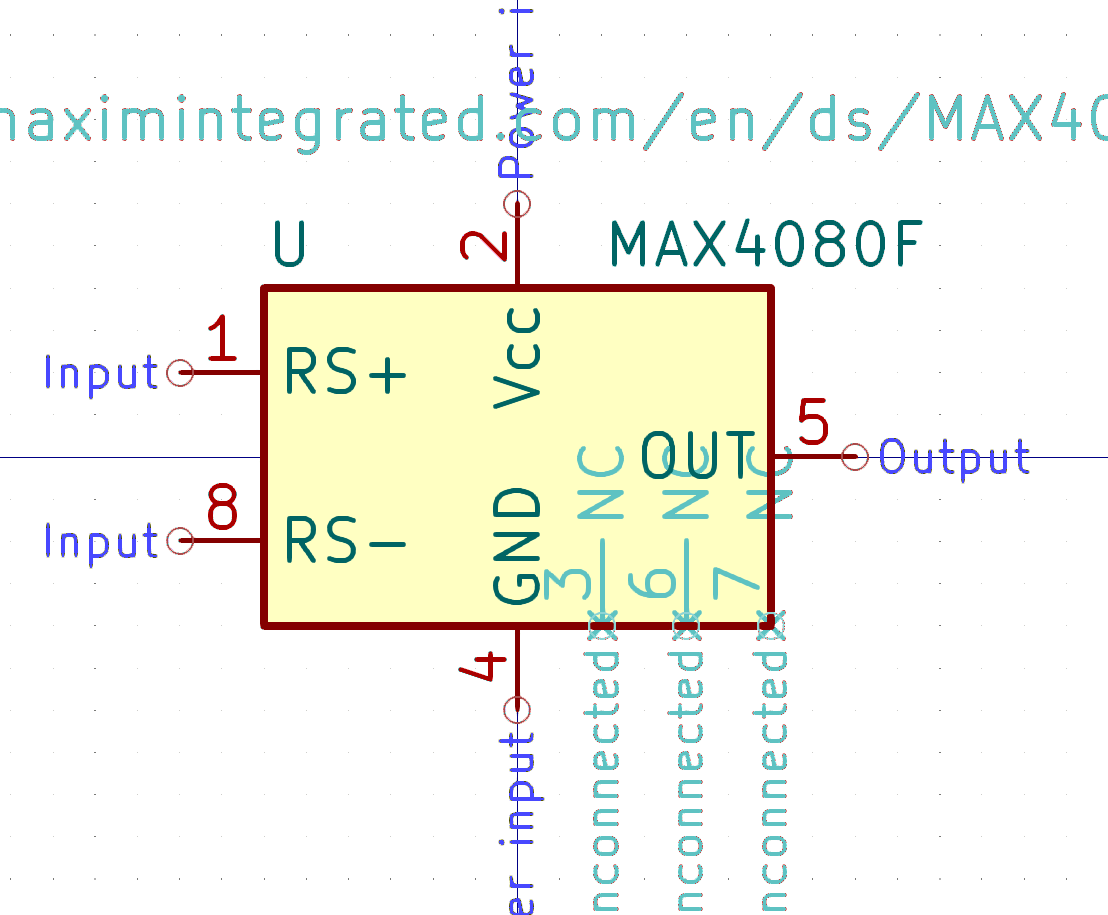 Power i
maximintegrated.com/en/ds/MAX40
U
2
MAX4080F
1
Vcc
Input
RS+
5
OUT
Output
NC
NC
NC
8
Input
RS-
GND
3
6
7
4
er input
nconnected
nconnected
nconnected